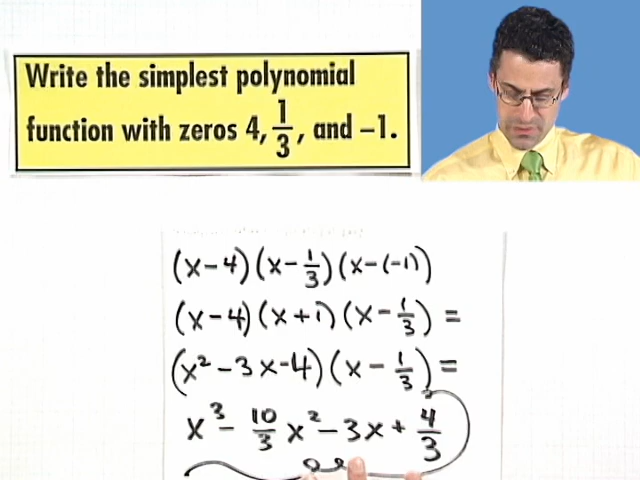 Write the simplest polynomial
function with zeros 4, 1/3, and –1.
(x – 4)(x – 1/3)(x – (–1))
(x – 4)(x + 1)(x – 1/3) =
(x² – 3x – 4)(x – 1/3) =
x³ – 10/3 x² – 3x + 4/3